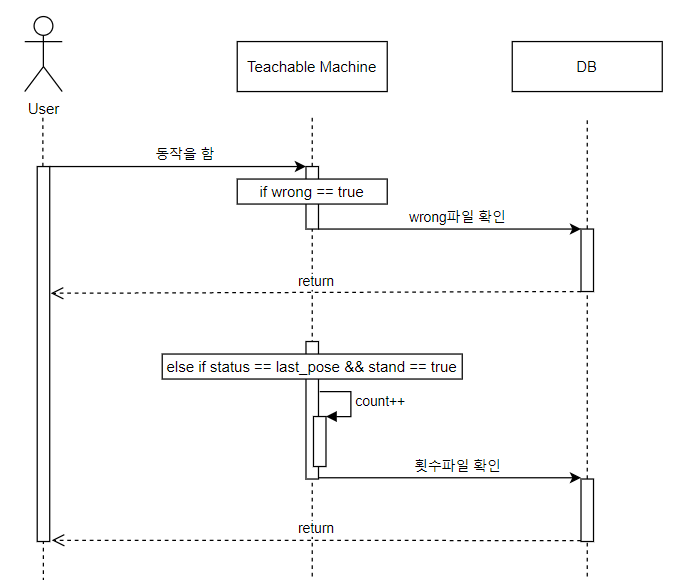 User
Teachable Machine
DB
동작을 함
if wrong == true
wrong파일 확인
return
else if status == last_pose && stand == true
count++
횟수파일 확인
return